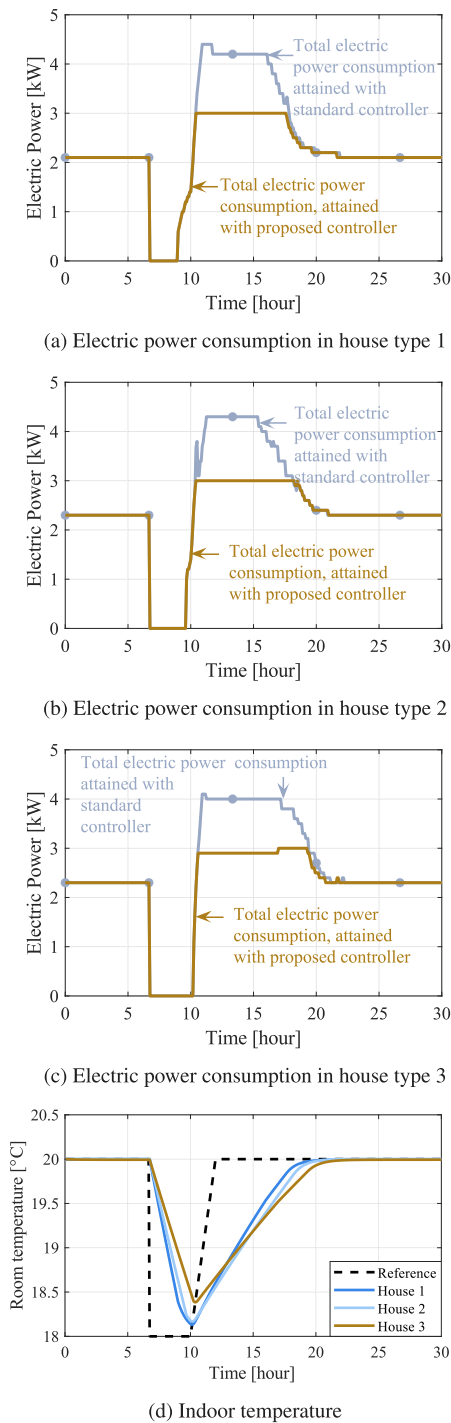 5
4
3
2
1
0
Electric Power [kW]
Total electric
power consumption
attained with
standard controller
Total electric power
consumption, attained
with proposed controller
0 5 10 15 20 25 30
Time [hour]
(a) Electric power consumption in house type 1
5
4
3
2
1
0
Electric Power [kW]
Total electric
power consumption
attained with
standard controller
Total electric power
consumption, attained
with proposed controller
0 5 10 15 20 25 30
Time [hour]
(b) Electric power consumption in house type 2
5
4
3
2
1
0
Electric Power [kW]
Total electric power consumption
attained with
standard
controller
Total electric power
consumption, attained
with proposed controller
0 5 10 15 20 25 30
Time [hour]
(c) Electric power consumption in house type 3
20.5
20
19.5
19
18.5
18
Room temperature [°C]
Reference
House 1
House 2
House 3
0 5 10 15 20 25 30
Time [hour]
(d) Indoor temperature